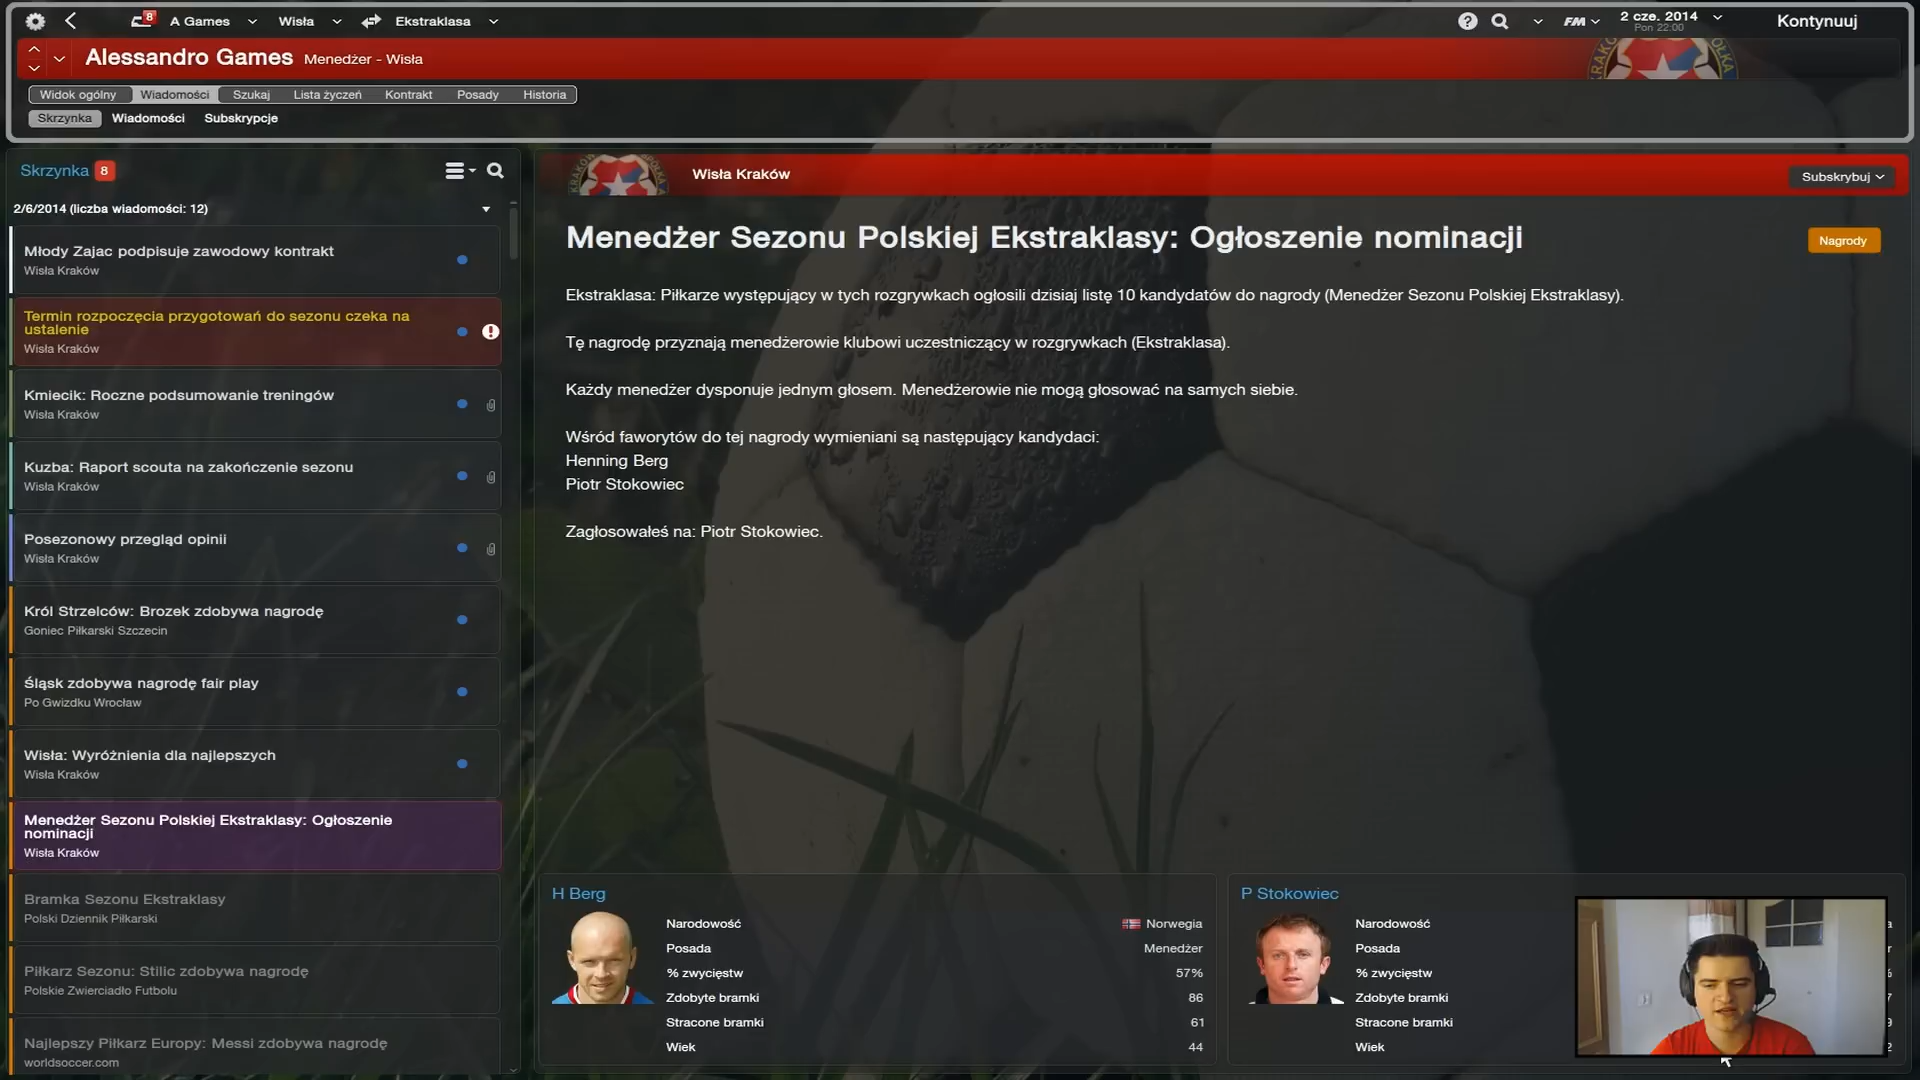 8
A Games
Wisła
Ekstraklasa
FM
2 cze. 2014
Pon 22:00
Kontynuuj
Alessandro Games
Menedżer - Wisła
Widok ogólny
Wiadomości
Szukaj
Lista życzeń
Kontrakt
Posady
Historia
Skrzynka
Wiadomości
Subskrypcje
Skrzynka 8
2/6/2014 (liczba wiadomości: 12)
Młody Zajac podpisuje zawodowy kontrakt
Wisła Kraków
Termin rozpoczęcia przygotowań do sezonu czeka na
ustalenie
Wisła Kraków
Kmiecik: Roczne podsumowanie treningów
Wisła Kraków
Kuzba: Raport scouta na zakończenie sezonu
Wisła Kraków
Posezonowy przegląd opinii
Wisła Kraków
Król Strzelców: Brozek zdobywa nagrodę
Goniec Piłkarski Szczecin
Śląsk zdobywa nagrodę fair play
Po Gwizdku Wrocław
Wisła: Wyróżnienia dla najlepszych
Wisła Kraków
Menedżer Sezonu Polskiej Ekstraklasy: Ogłoszenie
nominacji
Wisła Kraków
Bramka Sezonu Ekstraklasy
Polski Dziennik Piłkarski
Piłkarz Sezonu: Stilic zdobywa nagrodę
Polskie Zwierciadło Futbolu
Najlepszy Piłkarz Europy: Messi zdobywa nagrodę
worldsoccer.com
Wisła Kraków
Subskrybuj
Menedżer Sezonu Polskiej Ekstraklasy: Ogłoszenie nominacji
Nagrody
Ekstraklasa: Piłkarze występujący w tych rozgrywkach ogłosili dzisiaj listę 10 kandydatów do nagrody (Menedżer Sezonu Polskiej Ekstraklasy).
Tę nagrodę przyznają menedżerowie klubowi uczestniczący w rozgrywkach (Ekstraklasa).
Każdy menedżer dysponuje jednym głosem. Menedżerowie nie mogą głosować na samych siebie.
Wśród faworytów do tej nagrody wymieniani są następujący kandydaci:
Henning Berg
Piotr Stokowiec
Zagłosowałeś na: Piotr Stokowiec.
H Berg
Narodowość Norwegia
Posada Menedżer
% zwycięstw 57%
Zdobyte bramki 86
Stracone bramki 61
Wiek 44
P Stokowiec
Narodowość
Posada
% zwycięstw
Zdobyte bramki
Stracone bramki
Wiek